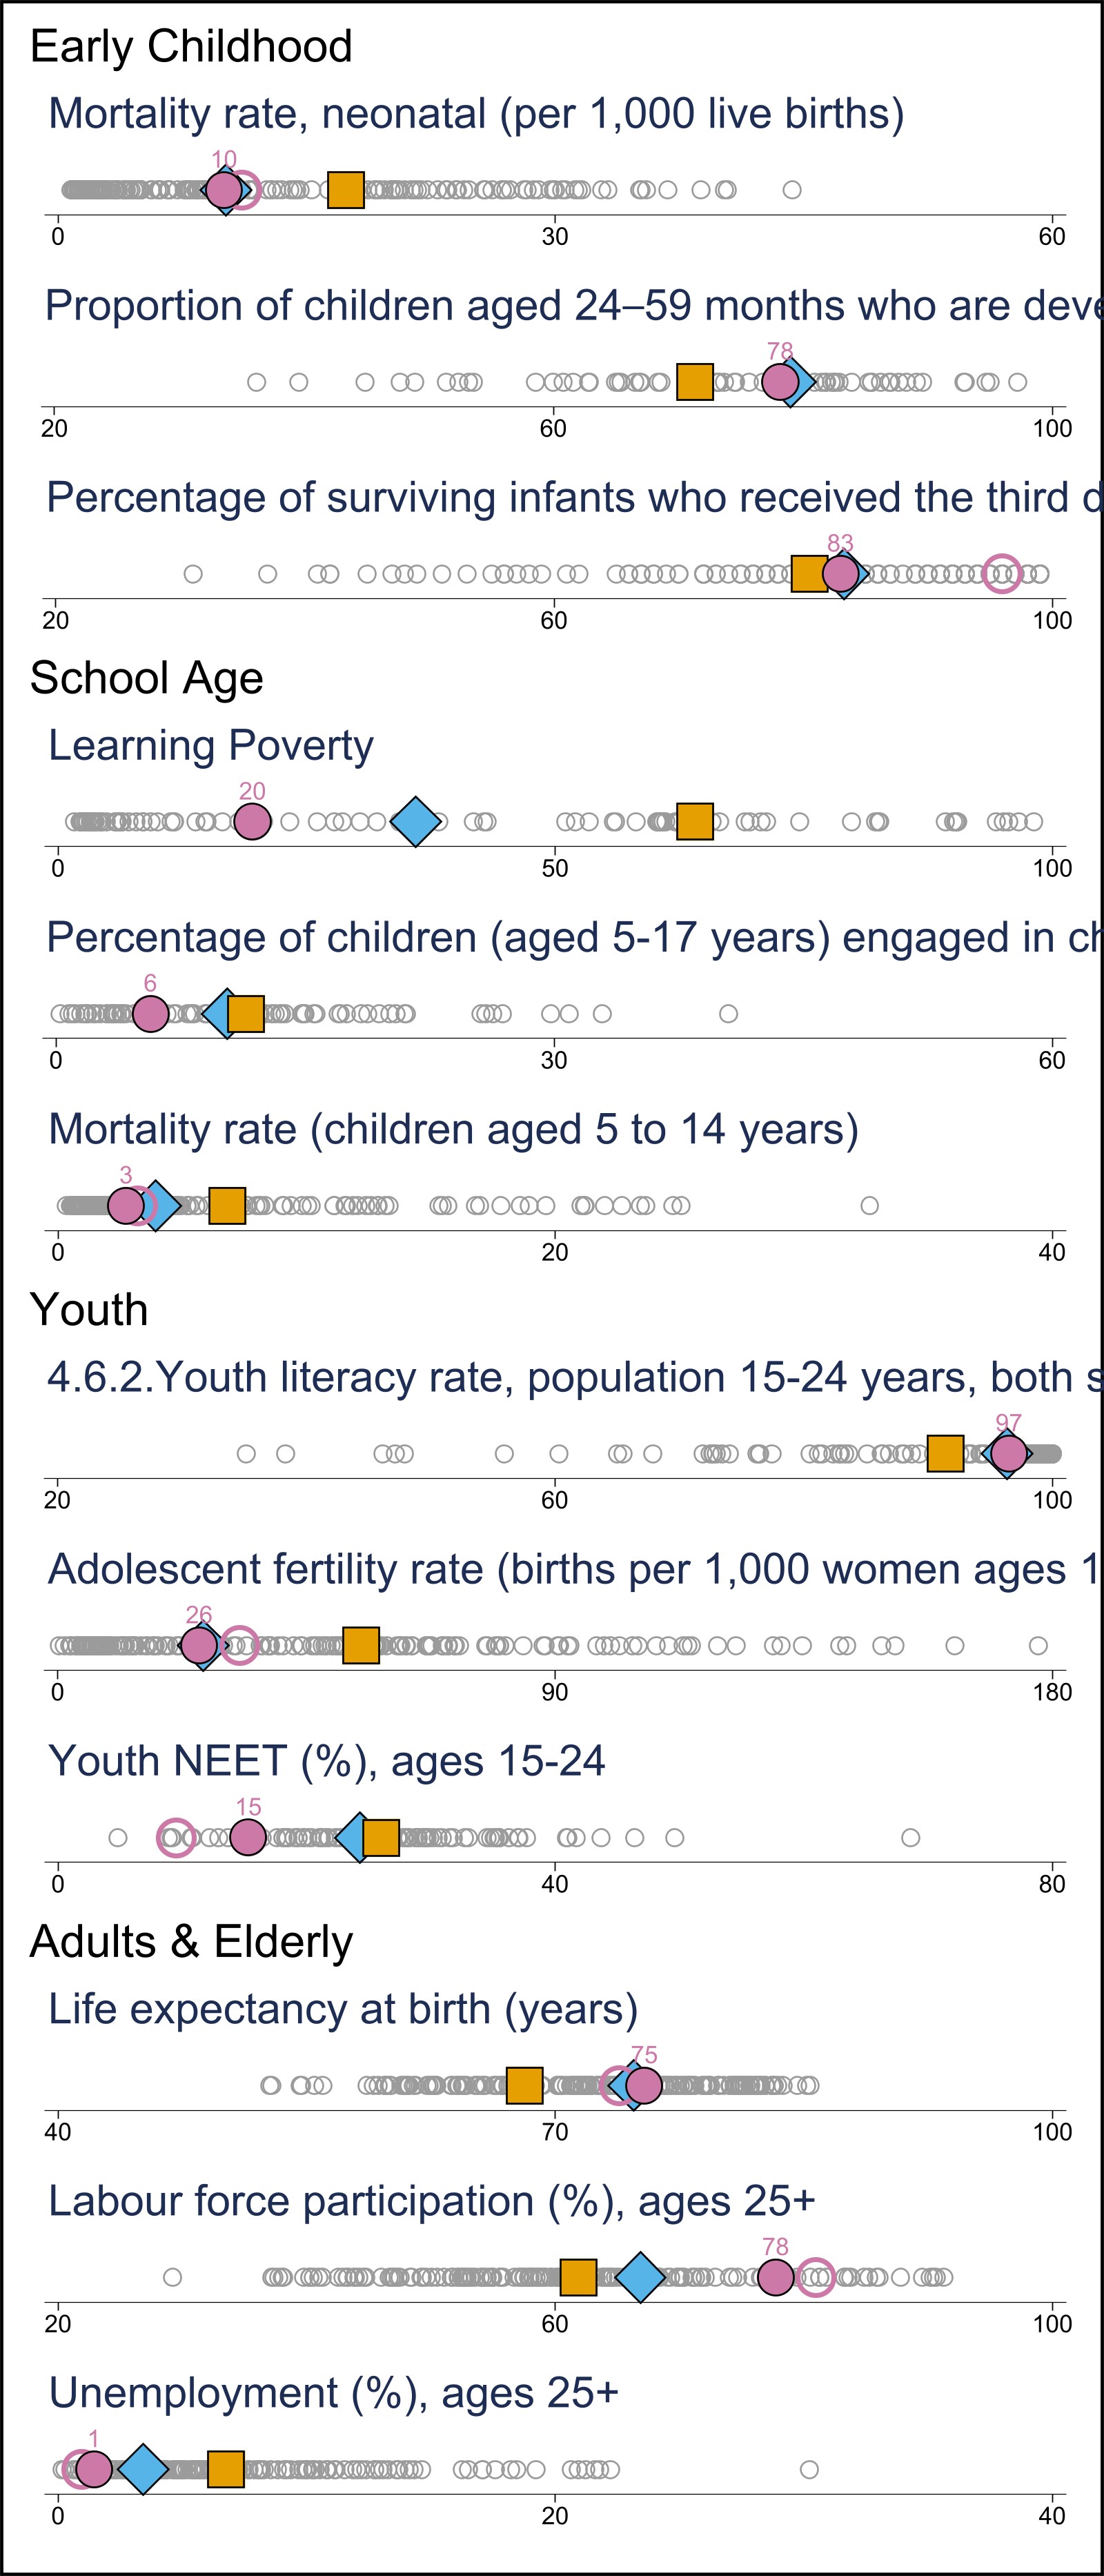 Early Childhood
Mortality rate, neonatal (per 1,000 live births)
10
0 30 60
Proportion of children aged 24–59 months who are deve
78
20 60 100
Percentage of surviving infants who received the third d
83
20 60 100
School Age
Learning Poverty
20
0 50 100
Percentage of children (aged 5-17 years) engaged in ch
6
0 30 60
Mortality rate (children aged 5 to 14 years)
3
0 20 40
Youth
4.6.2.Youth literacy rate, population 15-24 years, both s
97
20 60 100
Adolescent fertility rate (births per 1,000 women ages 1
26
0 90 180
Youth NEET (%), ages 15-24
15
0 40 80
Adults & Elderly
Life expectancy at birth (years)
75
40 70 100
Labour force participation (%), ages 25+
78
20 60 100
Unemployment (%), ages 25+
1
0 20 40